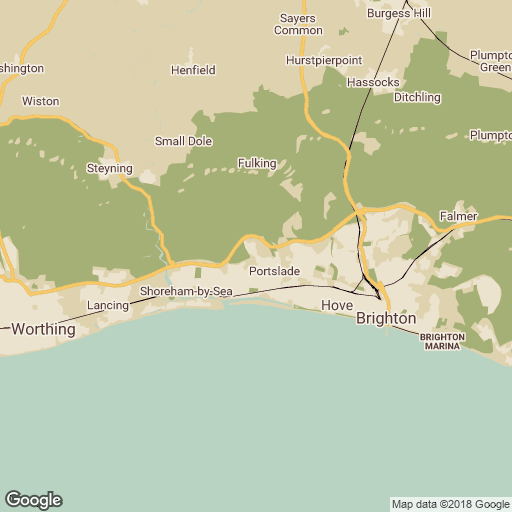 Burgess Hill
Sayers
Common
Plumpton
Green
Hurstpierpoint
shington
Henfield
Hassocks
Wiston
Ditchling
Plumpto
Small Dole
Fulking
Steyning
Falmer
Portslade
Shoreham-by-Sea
Lancing
Hove
Worthing
Brighton
BRIGHTON
MARINA
Google
Map data ©2018 Google